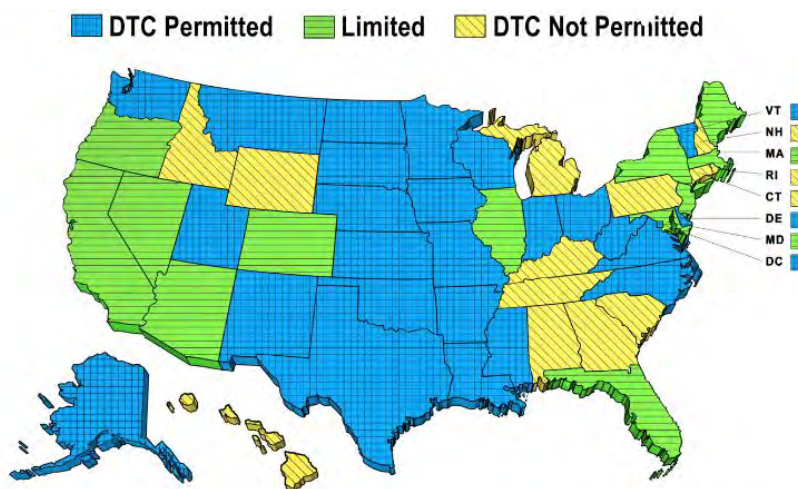 DTC Permitted Limited DTC Not Permitted
VT
NH
MA
RI
CT
DE
MD
DC